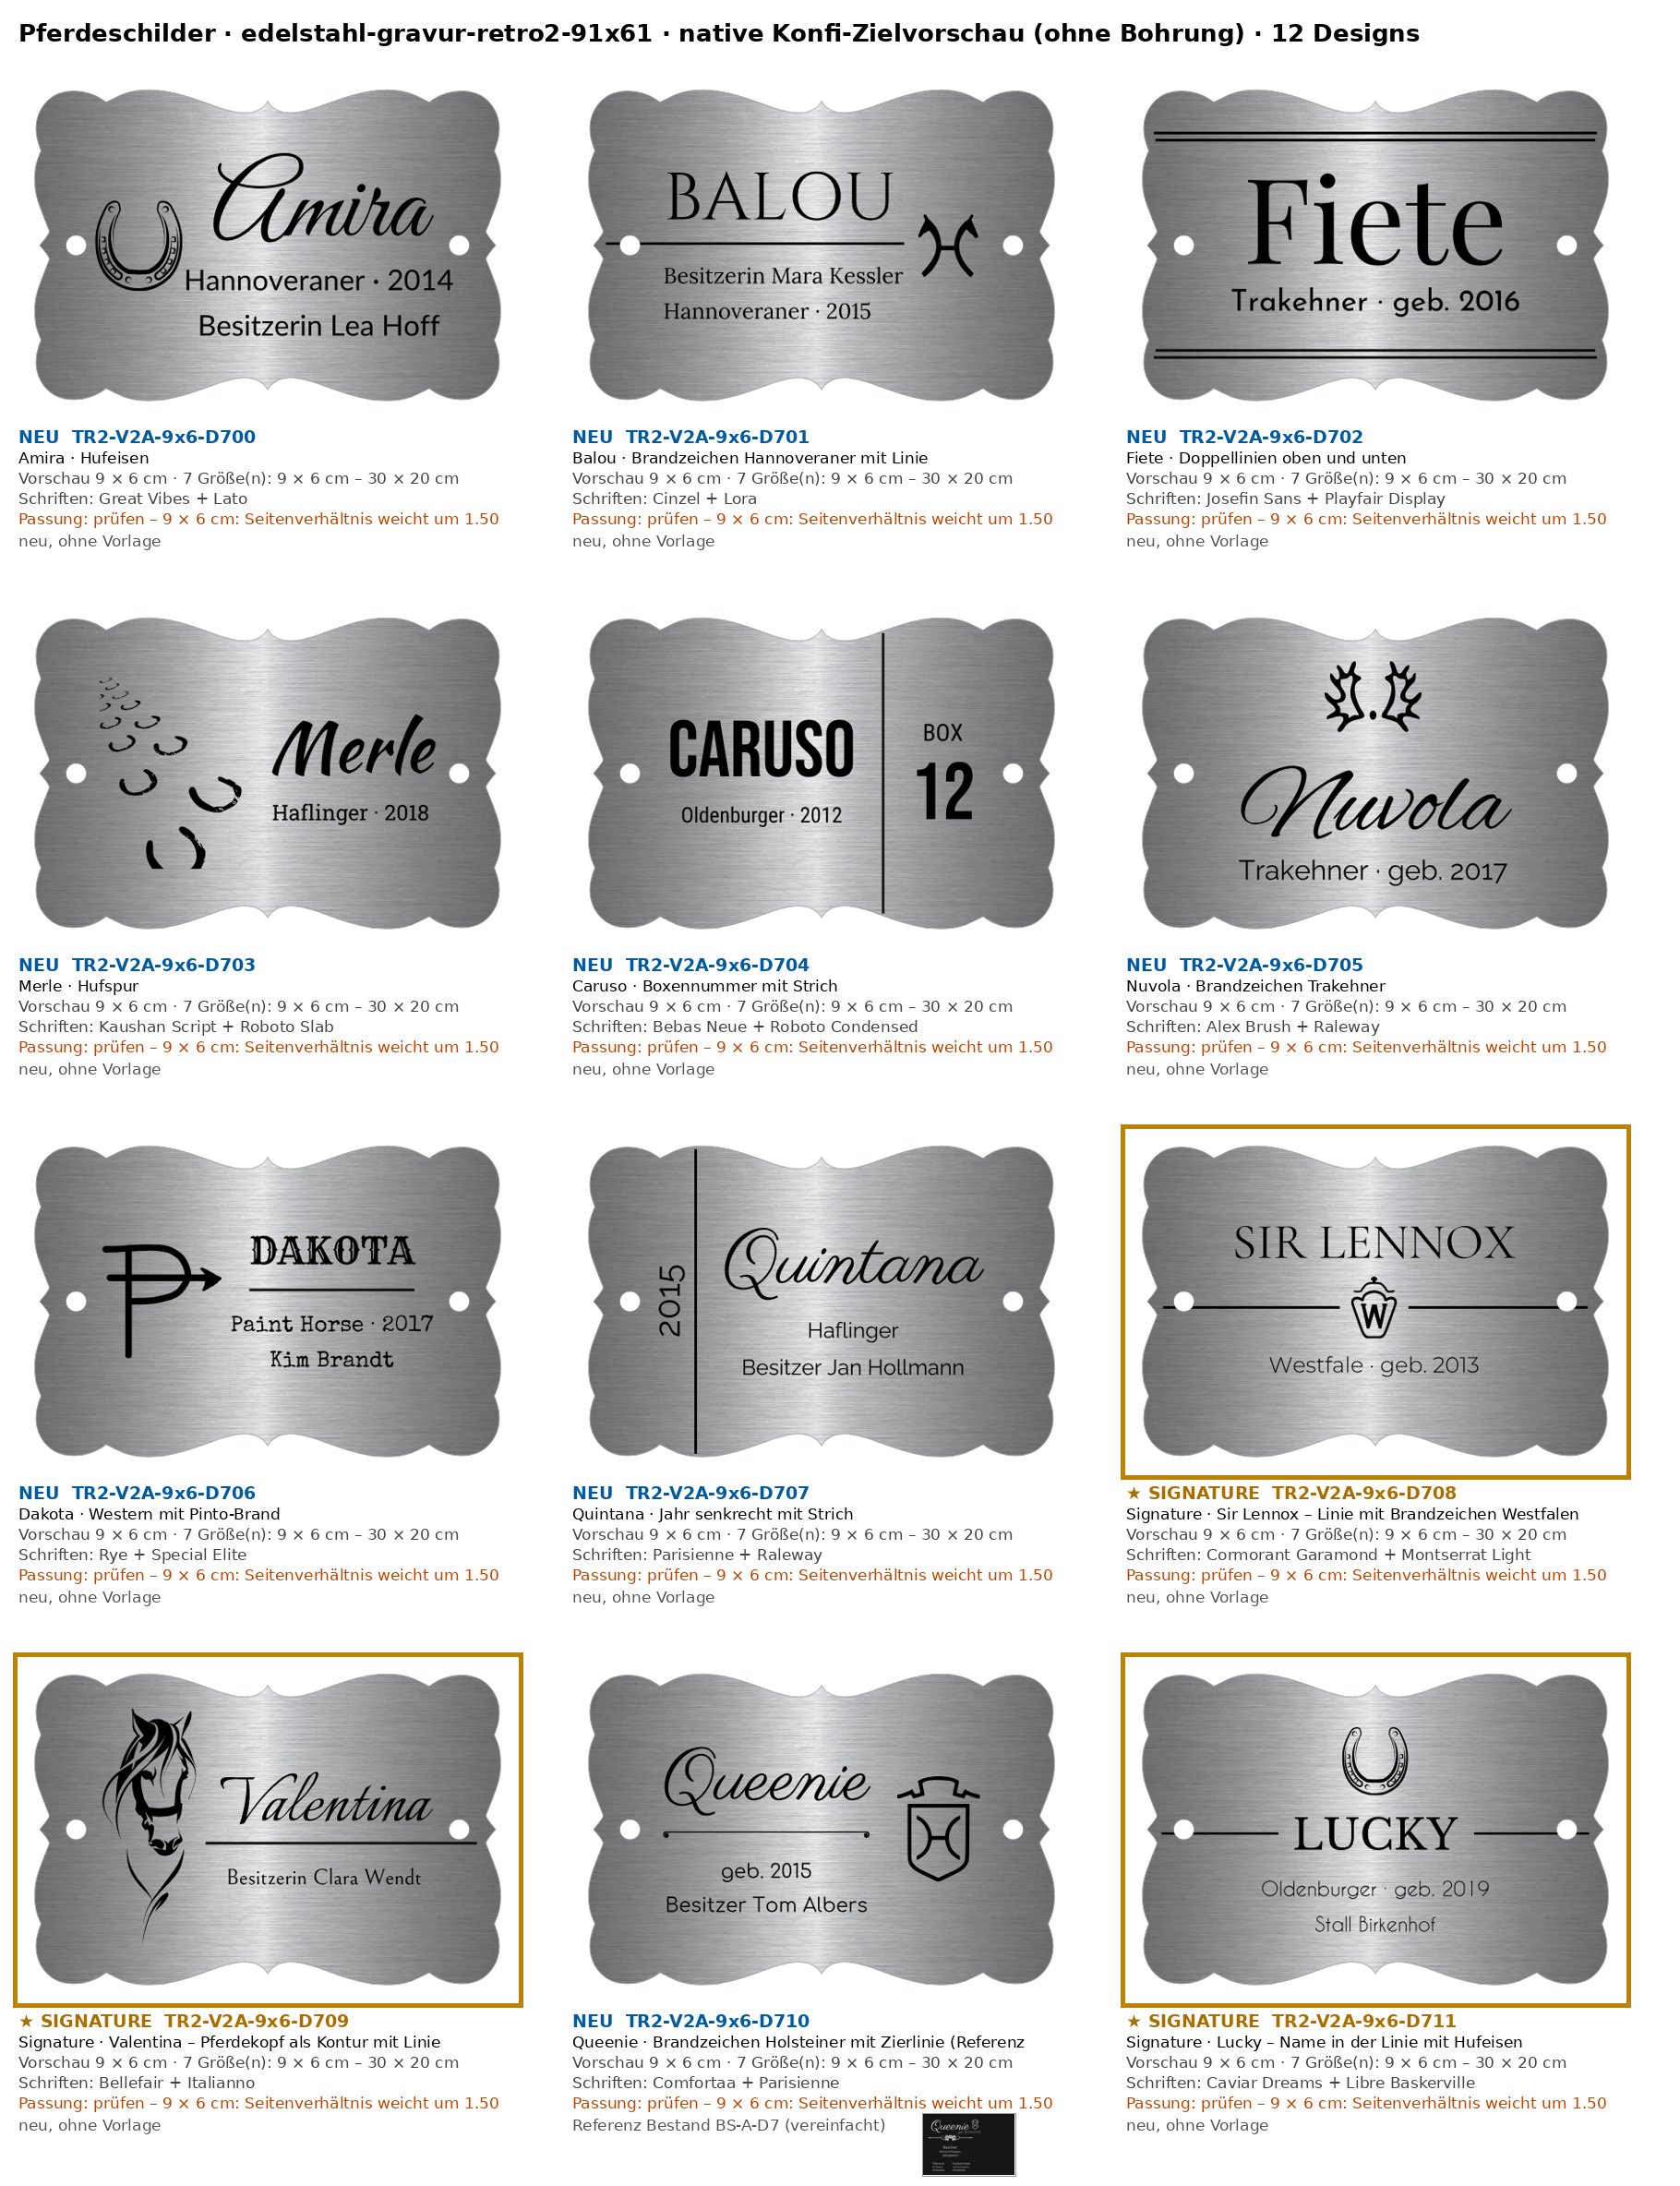 Pferdeschilder · edelstahl-gravur-retro2-91x61 · native Konfi-Zielvorschau (ohne Bohrung) · 12 Designs
Amira
Hannoveraner · 2014
Besitzerin Lea Hoff
NEU TR2-V2A-9x6-D700
Amira · Hufeisen
Vorschau 9 × 6 cm · 7 Größe(n): 9 × 6 cm – 30 × 20 cm
Schriften: Great Vibes + Lato
Passung: prüfen – 9 × 6 cm: Seitenverhältnis weicht um 1.50
neu, ohne Vorlage
BALOU
Besitzerin Mara Kessler
Hannoveraner · 2015
NEU TR2-V2A-9x6-D701
Balou · Brandzeichen Hannoveraner mit Linie
Vorschau 9 × 6 cm · 7 Größe(n): 9 × 6 cm – 30 × 20 cm
Schriften: Cinzel + Lora
Passung: prüfen – 9 × 6 cm: Seitenverhältnis weicht um 1.50
neu, ohne Vorlage
Fiete
Trakehner · geb. 2016
NEU TR2-V2A-9x6-D702
Fiete · Doppellinien oben und unten
Vorschau 9 × 6 cm · 7 Größe(n): 9 × 6 cm – 30 × 20 cm
Schriften: Josefin Sans + Playfair Display
Passung: prüfen – 9 × 6 cm: Seitenverhältnis weicht um 1.50
neu, ohne Vorlage
Merle
Haflinger · 2018
NEU TR2-V2A-9x6-D703
Merle · Hufspur
Vorschau 9 × 6 cm · 7 Größe(n): 9 × 6 cm – 30 × 20 cm
Schriften: Kaushan Script + Roboto Slab
Passung: prüfen – 9 × 6 cm: Seitenverhältnis weicht um 1.50
neu, ohne Vorlage
CARUSO
Oldenburger · 2012
BOX
12
NEU TR2-V2A-9x6-D704
Caruso · Boxennummer mit Strich
Vorschau 9 × 6 cm · 7 Größe(n): 9 × 6 cm – 30 × 20 cm
Schriften: Bebas Neue + Roboto Condensed
Passung: prüfen – 9 × 6 cm: Seitenverhältnis weicht um 1.50
neu, ohne Vorlage
Nuvola
Trakehner · geb. 2017
NEU TR2-V2A-9x6-D705
Nuvola · Brandzeichen Trakehner
Vorschau 9 × 6 cm · 7 Größe(n): 9 × 6 cm – 30 × 20 cm
Schriften: Alex Brush + Raleway
Passung: prüfen – 9 × 6 cm: Seitenverhältnis weicht um 1.50
neu, ohne Vorlage
DAKOTA
Paint Horse · 2017
Kim Brandt
NEU TR2-V2A-9x6-D706
Dakota · Western mit Pinto-Brand
Vorschau 9 × 6 cm · 7 Größe(n): 9 × 6 cm – 30 × 20 cm
Schriften: Rye + Special Elite
Passung: prüfen – 9 × 6 cm: Seitenverhältnis weicht um 1.50
neu, ohne Vorlage
2015
Quintana
Haflinger
Besitzer Jan Hollmann
NEU TR2-V2A-9x6-D707
Quintana · Jahr senkrecht mit Strich
Vorschau 9 × 6 cm · 7 Größe(n): 9 × 6 cm – 30 × 20 cm
Schriften: Parisienne + Raleway
Passung: prüfen – 9 × 6 cm: Seitenverhältnis weicht um 1.50
neu, ohne Vorlage
SIR LENNOX
W
Westfale · geb. 2013
★ SIGNATURE TR2-V2A-9x6-D708
Signature · Sir Lennox – Linie mit Brandzeichen Westfalen
Vorschau 9 × 6 cm · 7 Größe(n): 9 × 6 cm – 30 × 20 cm
Schriften: Cormorant Garamond + Montserrat Light
Passung: prüfen – 9 × 6 cm: Seitenverhältnis weicht um 1.50
neu, ohne Vorlage
Valentina
Besitzerin Clara Wendt
★ SIGNATURE TR2-V2A-9x6-D709
Signature · Valentina – Pferdekopf als Kontur mit Linie
Vorschau 9 × 6 cm · 7 Größe(n): 9 × 6 cm – 30 × 20 cm
Schriften: Bellefair + Italianno
Passung: prüfen – 9 × 6 cm: Seitenverhältnis weicht um 1.50
neu, ohne Vorlage
Queenie
geb. 2015
Besitzer Tom Albers
NEU TR2-V2A-9x6-D710
Queenie · Brandzeichen Holsteiner mit Zierlinie (Referenz
Vorschau 9 × 6 cm · 7 Größe(n): 9 × 6 cm – 30 × 20 cm
Schriften: Comfortaa + Parisienne
Passung: prüfen – 9 × 6 cm: Seitenverhältnis weicht um 1.50
Referenz Bestand BS-A-D7 (vereinfacht)
Queenie
LUCKY
Oldenburger · geb. 2019
Stall Birkenhof
★ SIGNATURE TR2-V2A-9x6-D711
Signature · Lucky – Name in der Linie mit Hufeisen
Vorschau 9 × 6 cm · 7 Größe(n): 9 × 6 cm – 30 × 20 cm
Schriften: Caviar Dreams + Libre Baskerville
Passung: prüfen – 9 × 6 cm: Seitenverhältnis weicht um 1.50
neu, ohne Vorlage